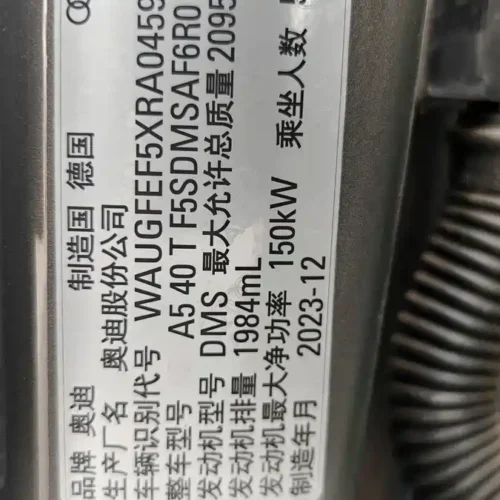 品牌 奥迪 制造国 德国
生产厂名 奥迪股份公司
车辆识别代号 WAUGFEF5XRA0459
整车型号 A5 40 T F5SDMSAF6R0
发动机型号 DMS 最大允许总质量 2095
发动机排量 1984mL
发动机最大净功率 150kW 乘坐人数
制造年月 2023-12